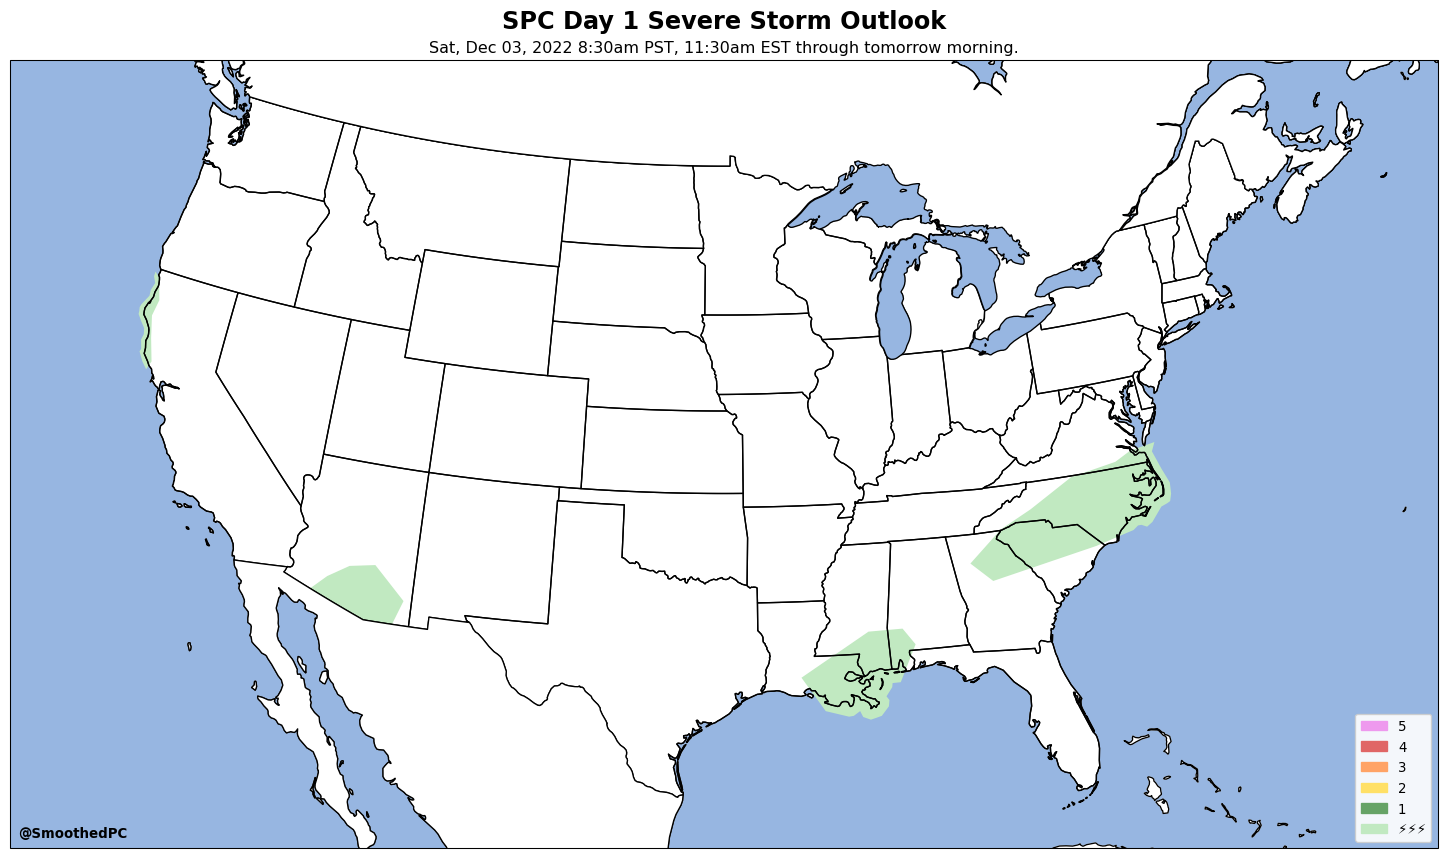 SPC Day 1 Severe Storm Outlook
Sat, Dec 03, 2022 8:30am PST, 11:30am EST through tomorrow morning.
5
4
3
2
1
⚡⚡⚡
@SmoothedPC